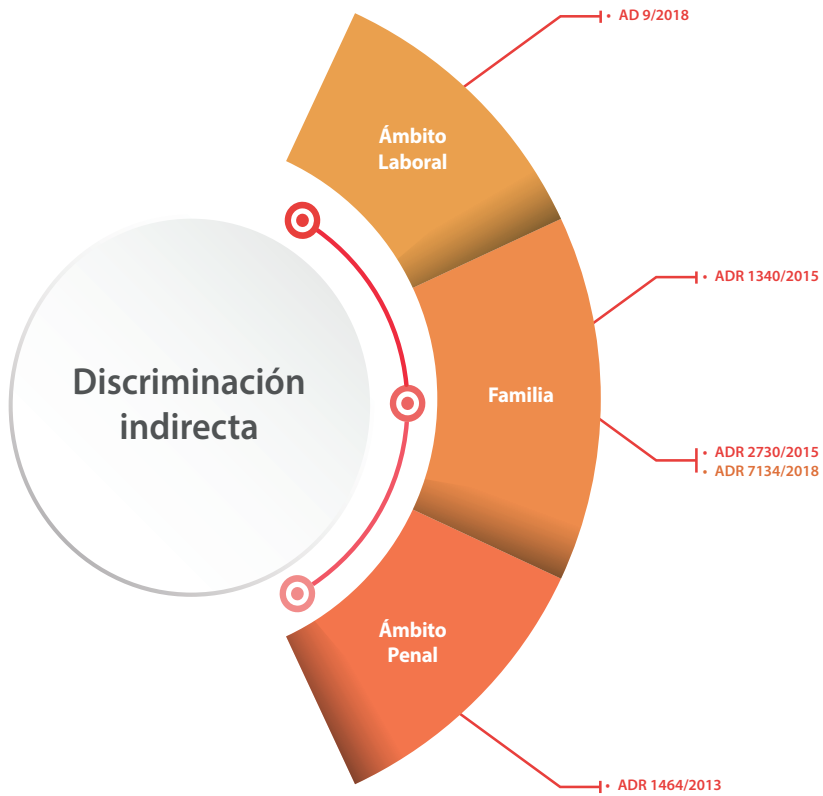 Discriminación
indirecta
Ámbito
Laboral
• AD 9/2018
Familia
• ADR 1340/2015
• ADR 2730/2015
• ADR 7134/2018
Ámbito
Penal
• ADR 1464/2013